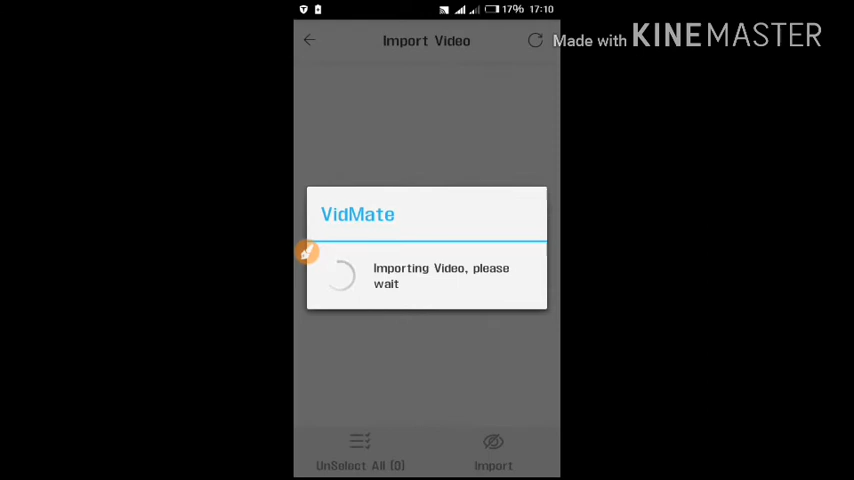 17% 17:10
Import Video
Made with KINEMASTER
VidMate
Importing Video, please
wait
UnSelect All (0)
Import